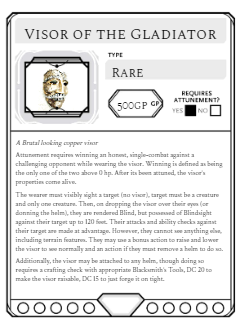 VISOR OF THE GLADIATOR
TYPE
RARE
500GP GP
REQUIRES
ATTUNEMENT?
YES NO
A Brutal looking copper visor
Attunement requires winning an honest, single-combat against a
challenging opponent while wearing the visor. Winning is defined as being
the only one of the two above 0 hp. After its been attuned, the visor's
properties come alive.
The wearer must visibly sight a target (no visor), target must be a creature
and only one creature. Then, on dropping the visor over their eyes (or
donning the helm), they are rendered Blind, but possessed of Blindsight
against their target up to 120 feet. Their attacks and ability checks against
their target are made at advantage. However, they cannot see anything else,
including terrain features. They may use a bonus action to raise and lower
the visor to see normally and an action if they must remove a helm to do so.
Additionally, the visor may be attached to any helm, though doing so
requires a crafting check with appropriate Blacksmith's Tools, DC 20 to
make the visor raisable, DC 15 to just forge it on tight.